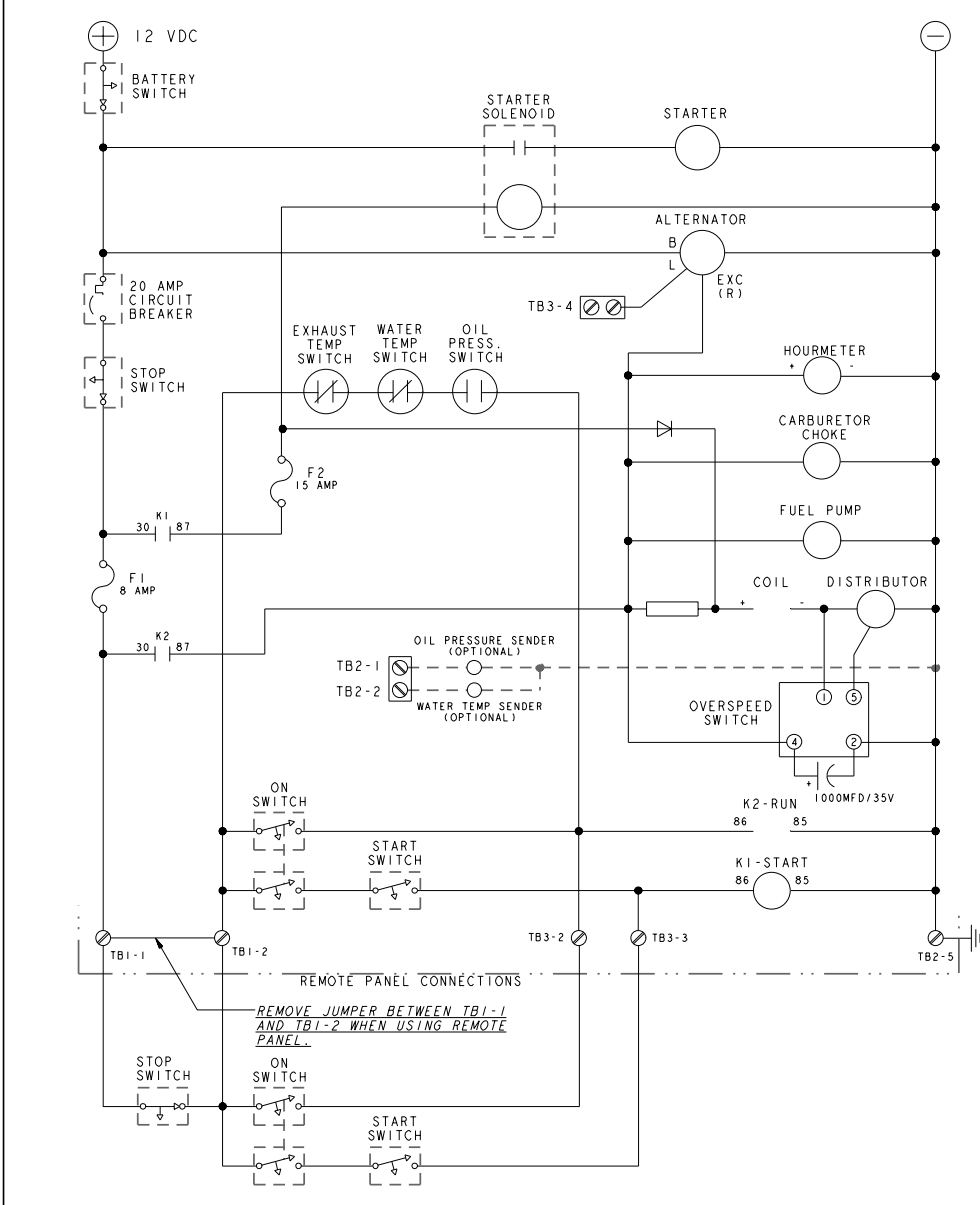 + 12 VDC -
BATTERY
SWITCH
STARTER
SOLENOID
STARTER
ALTERNATOR
B
L
EXC
(R)
TB3-4
20 AMP
CIRCUIT
BREAKER
EXHAUST
TEMP
SWITCH
WATER
TEMP
SWITCH
OIL
PRESS.
SWITCH
STOP
SWITCH
HOURMETER
+ -
CARBURETOR
CHOKE
F2
15 AMP
K1
30 87
FUEL PUMP
F1
8 AMP
COIL
+ -
DISTRIBUTOR
K2
30 87
OIL PRESSURE SENDER
(OPTIONAL)
TB2-1
TB2-2
WATER TEMP SENDER
(OPTIONAL)
OVERSPEED
SWITCH
1 5
4 2
+
1000MFD/35V
ON
SWITCH
K2-RUN
86 85
START
SWITCH
K1-START
86 85
TB1-1
TB1-2
TB3-2
TB3-3
TB2-5
REMOTE PANEL CONNECTIONS
REMOVE JUMPER BETWEEN TB1-1
AND TB1-2 WHEN USING REMOTE
PANEL.
STOP
SWITCH
ON
SWITCH
START
SWITCH